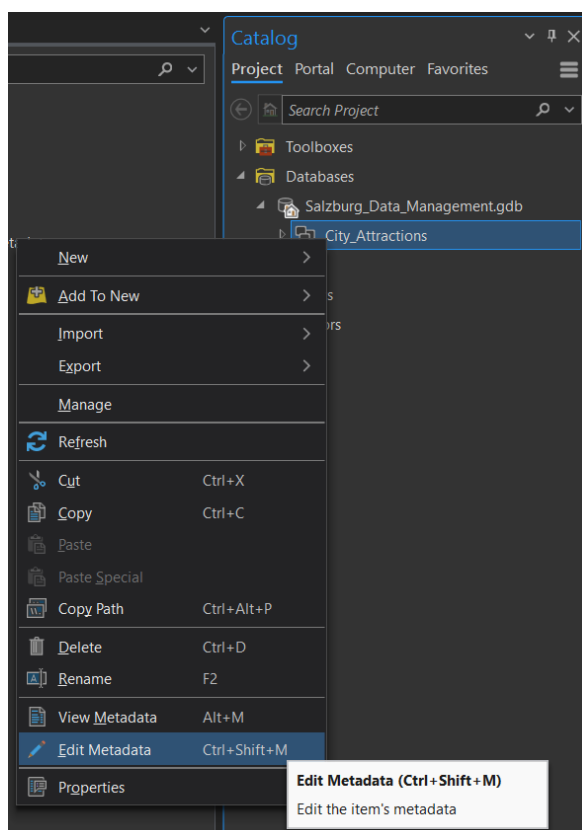 Catalog
Project Portal Computer Favorites
Search Project
Toolboxes
Databases
Salzburg_Data_Management.gdb
City_Attractions
New
Add To New
Import
Export
Manage
Refresh
Cut Ctrl+X
Copy Ctrl+C
Paste
Paste Special
Copy Path Ctrl+Alt+P
Delete Ctrl+D
Rename F2
View Metadata Alt+M
Edit Metadata Ctrl+Shift+M
Properties
Edit Metadata (Ctrl+Shift+M)
Edit the item's metadata